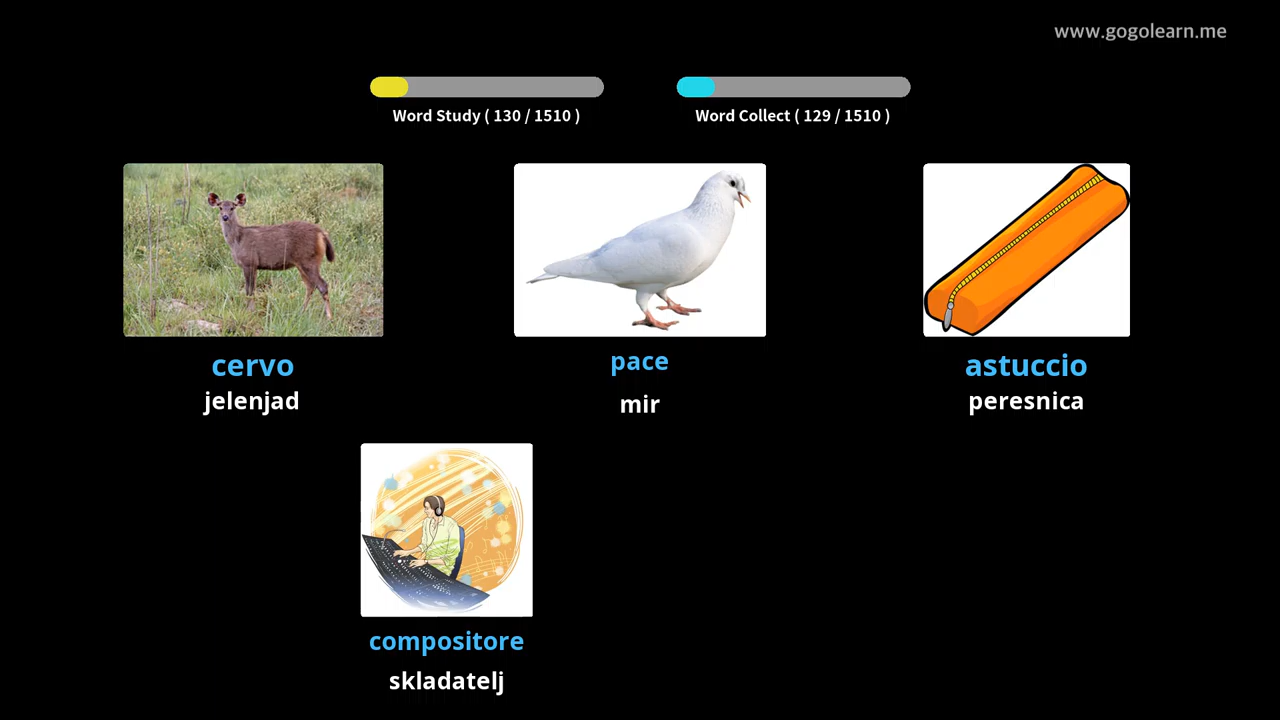 www.gogolearn.me
Word Study ( 130 / 1510 )
Word Collect ( 129 / 1510 )
cervo
jelenjad
pace
mir
astuccio
peresnica
compositore
skladatelj